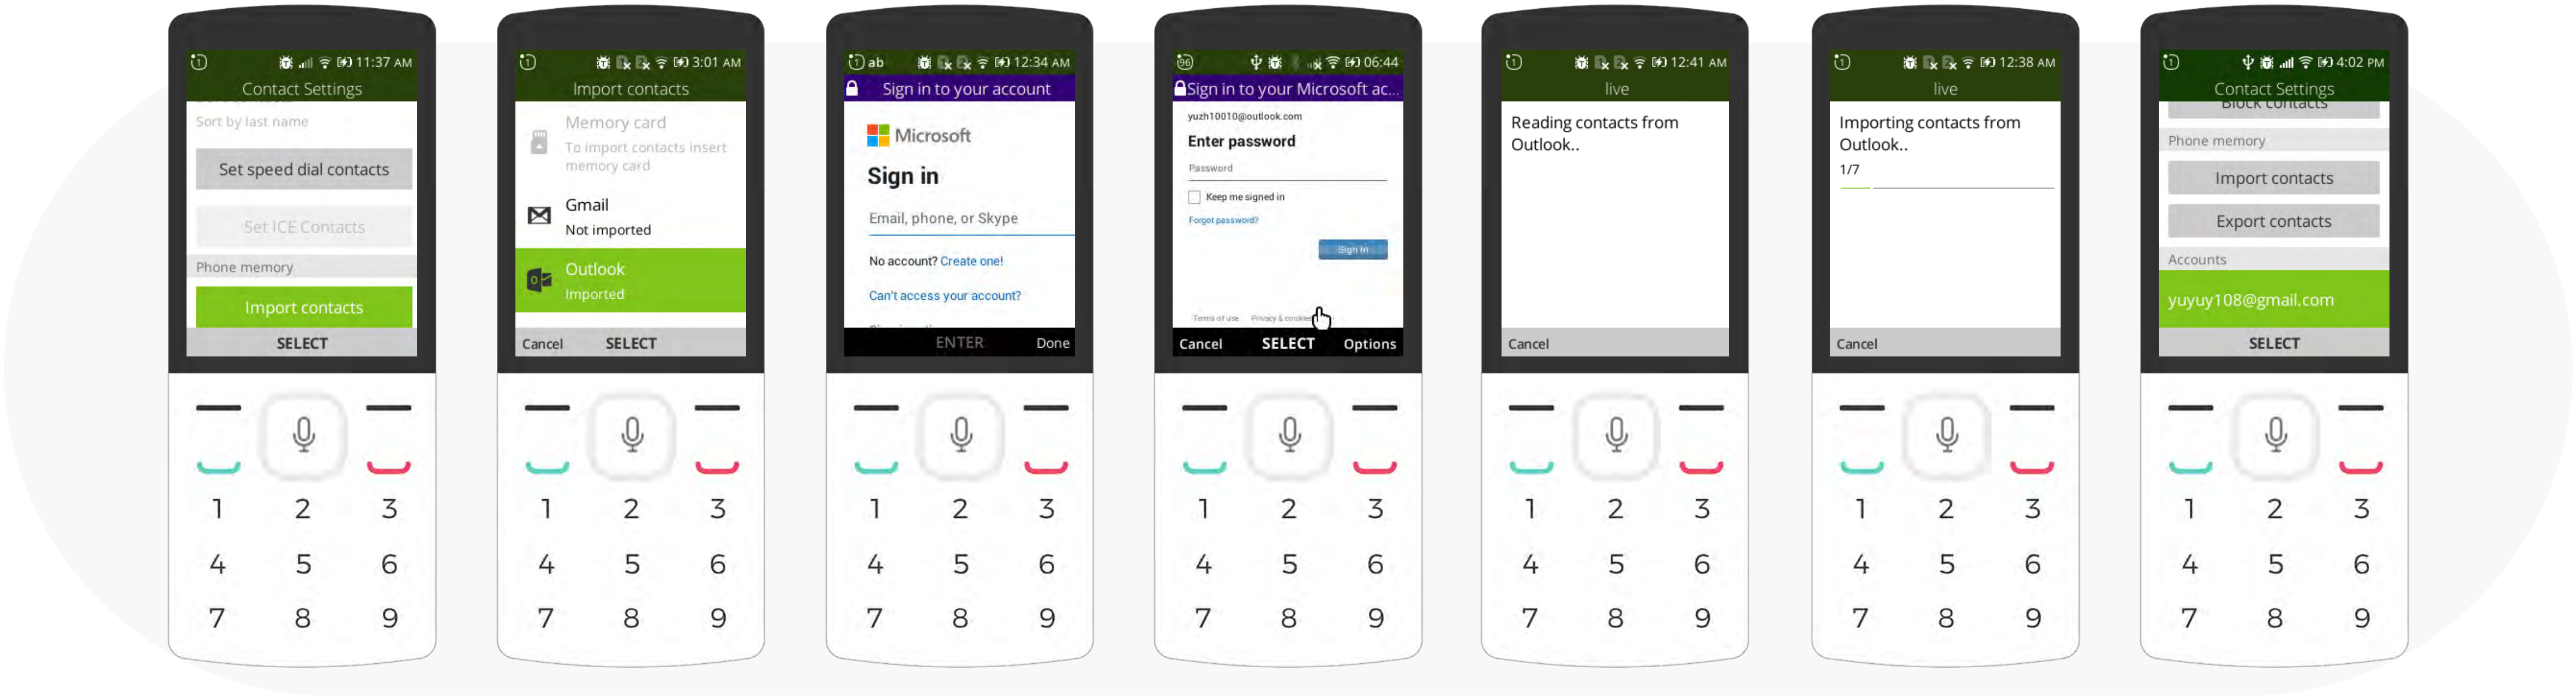 11:37 AM
Contact Settings
Sort by last name
Set speed dial contacts
Set ICE Contacts
Phone memory
Import contacts
SELECT
1 2 3
4 5 6
7 8 9
3:01 AM
Import contacts
Memory card
To import contacts insert
memory card
Gmail
Not imported
Outlook
Imported
Cancel SELECT
1 2 3
4 5 6
7 8 9
ab 12:34 AM
Sign in to your account
Microsoft
Sign in
Email, phone, or Skype
No account? Create one!
Can't access your account?
ENTER Done
1 2 3
4 5 6
7 8 9
96 06:44
Sign in to your Microsoft ac...
yuzh10010@outlook.com
Enter password
Password
Keep me signed in
Forgot password?
Sign in
Terms of use Privacy & cookies
Cancel SELECT Options
1 2 3
4 5 6
7 8 9
12:41 AM
live
Reading contacts from
Outlook..
Cancel
1 2 3
4 5 6
7 8 9
12:38 AM
live
Importing contacts from
Outlook..
1/7
Cancel
1 2 3
4 5 6
7 8 9
4:02 PM
Contact Settings
Block contacts
Phone memory
Import contacts
Export contacts
Accounts
yuyuy108@gmail.com
SELECT
1 2 3
4 5 6
7 8 9